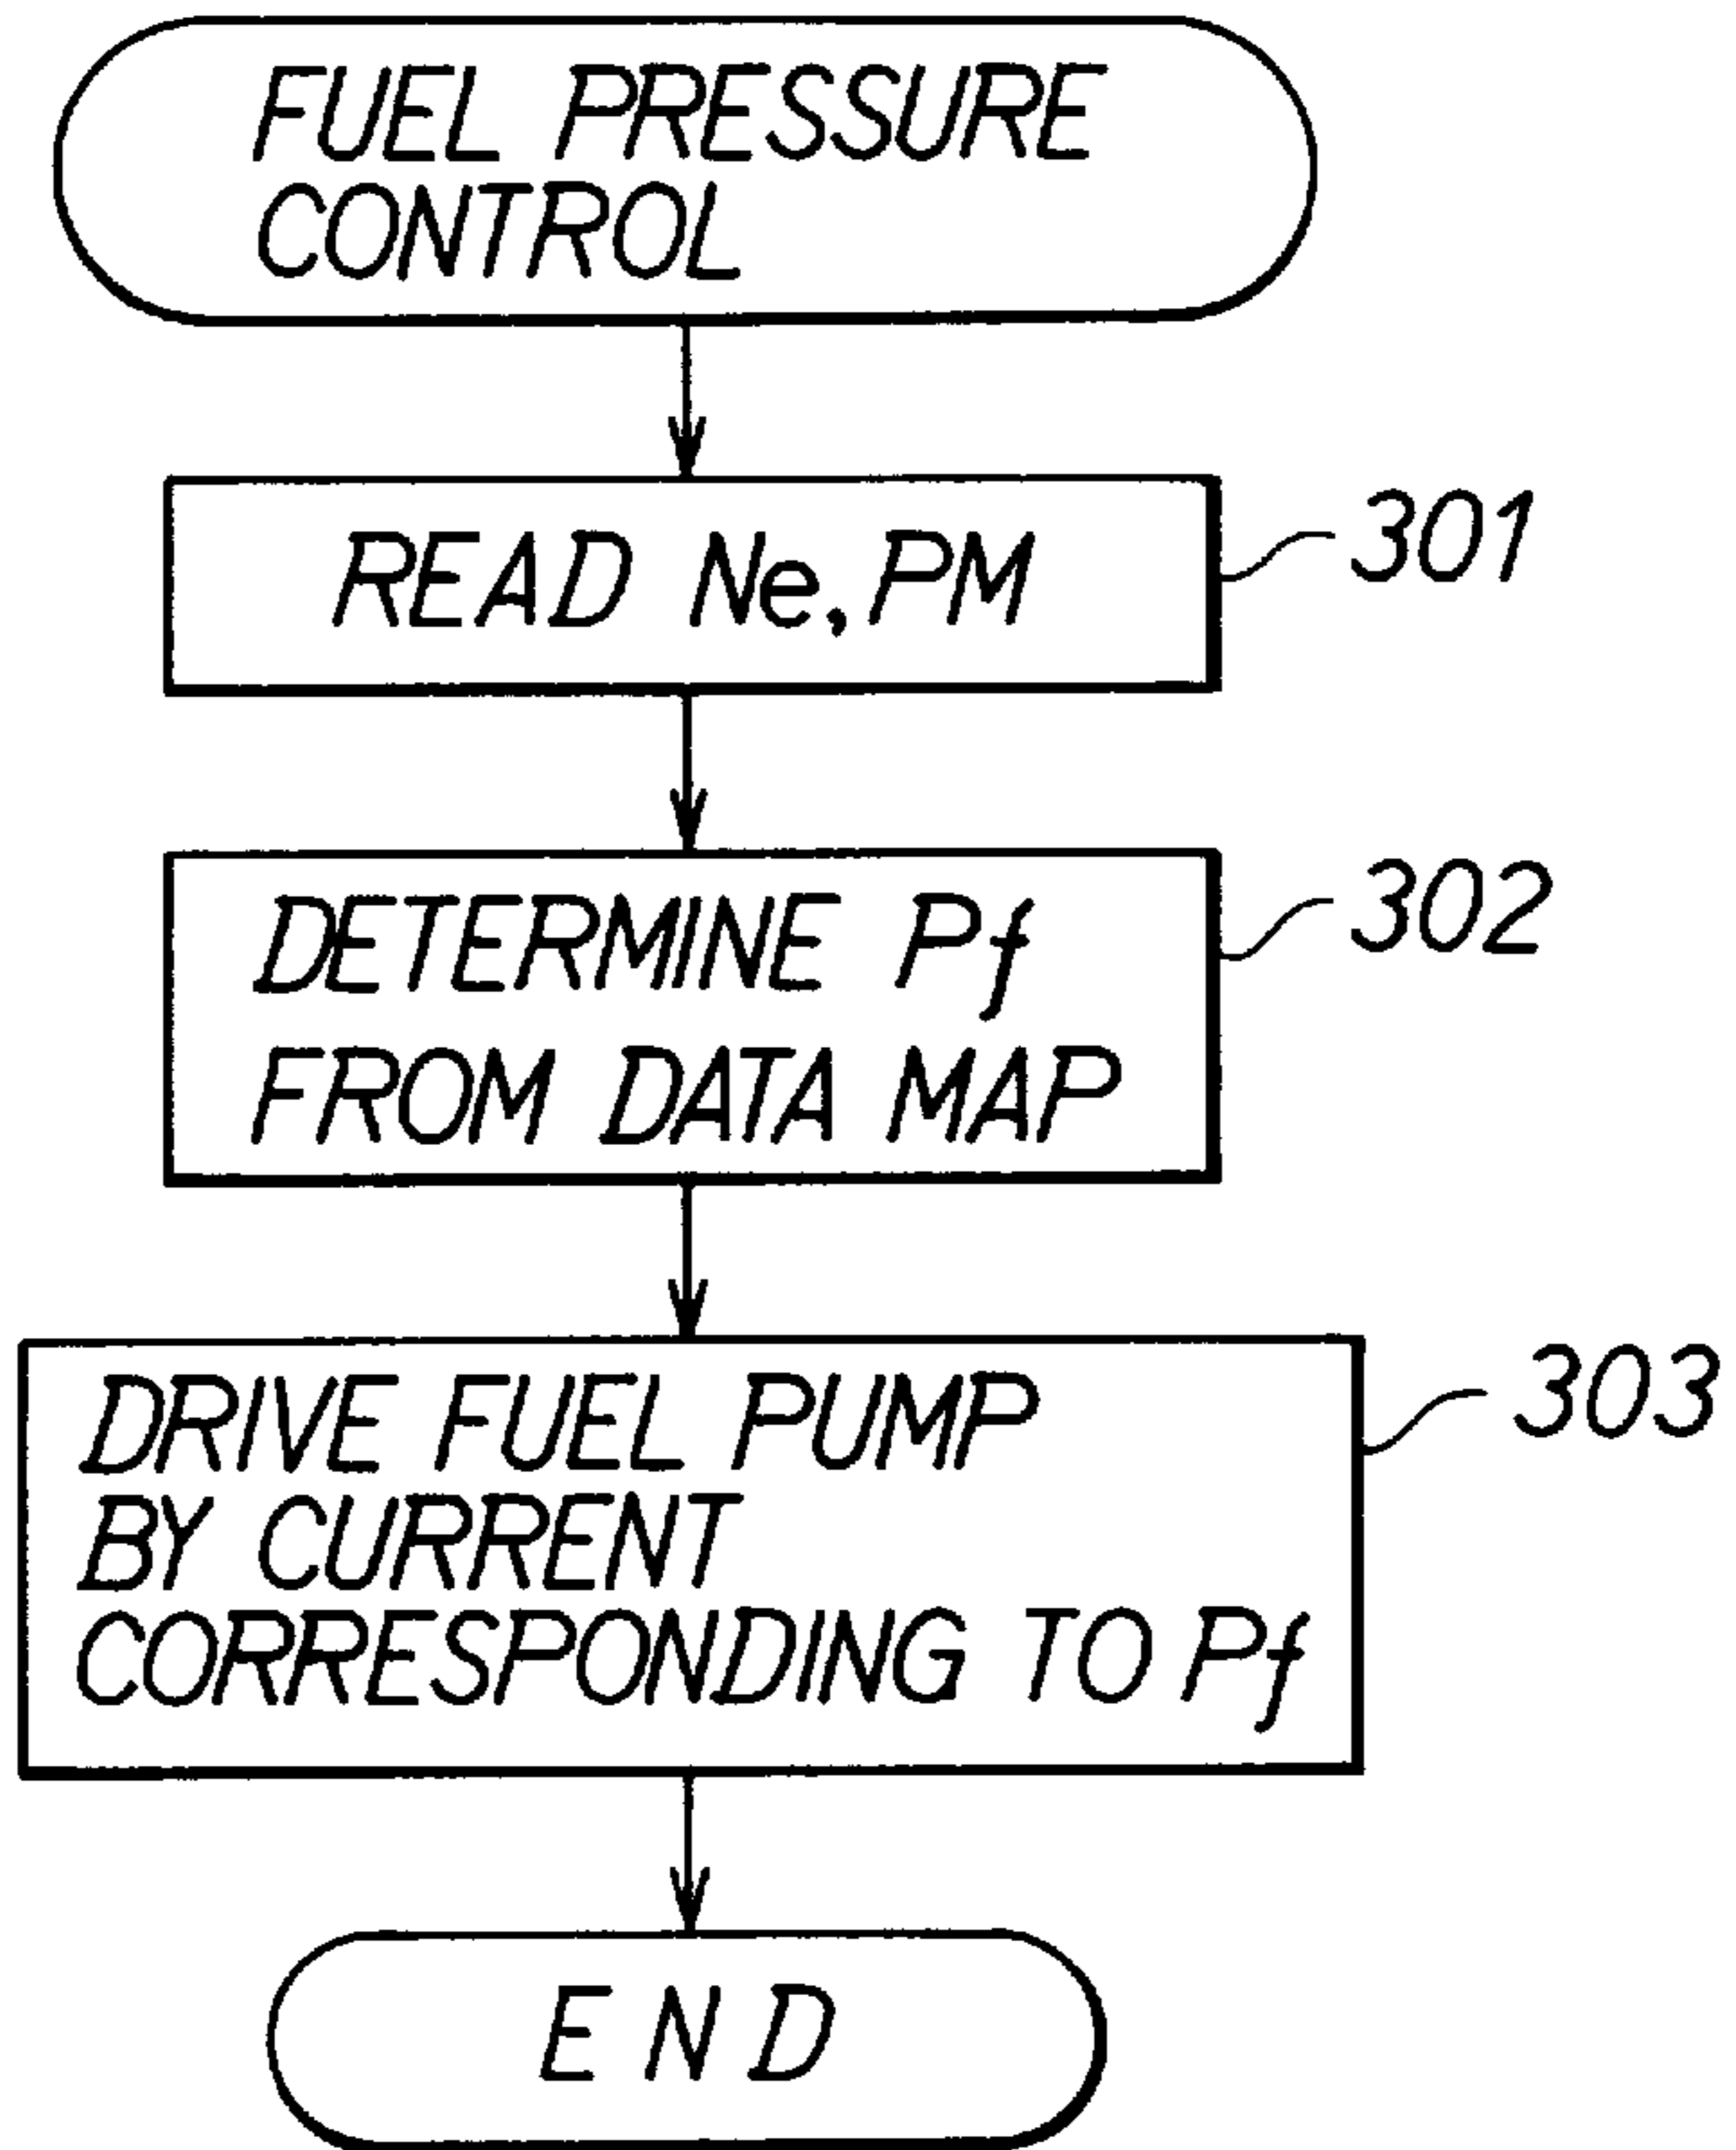 FUEL PRESSURE
CONTROL
READ Ne, PM
301
DETERMINE Pf
FROM DATA MAP
302
DRIVE FUEL PUMP
BY CURRENT
CORRESPONDING TO Pf
303
END